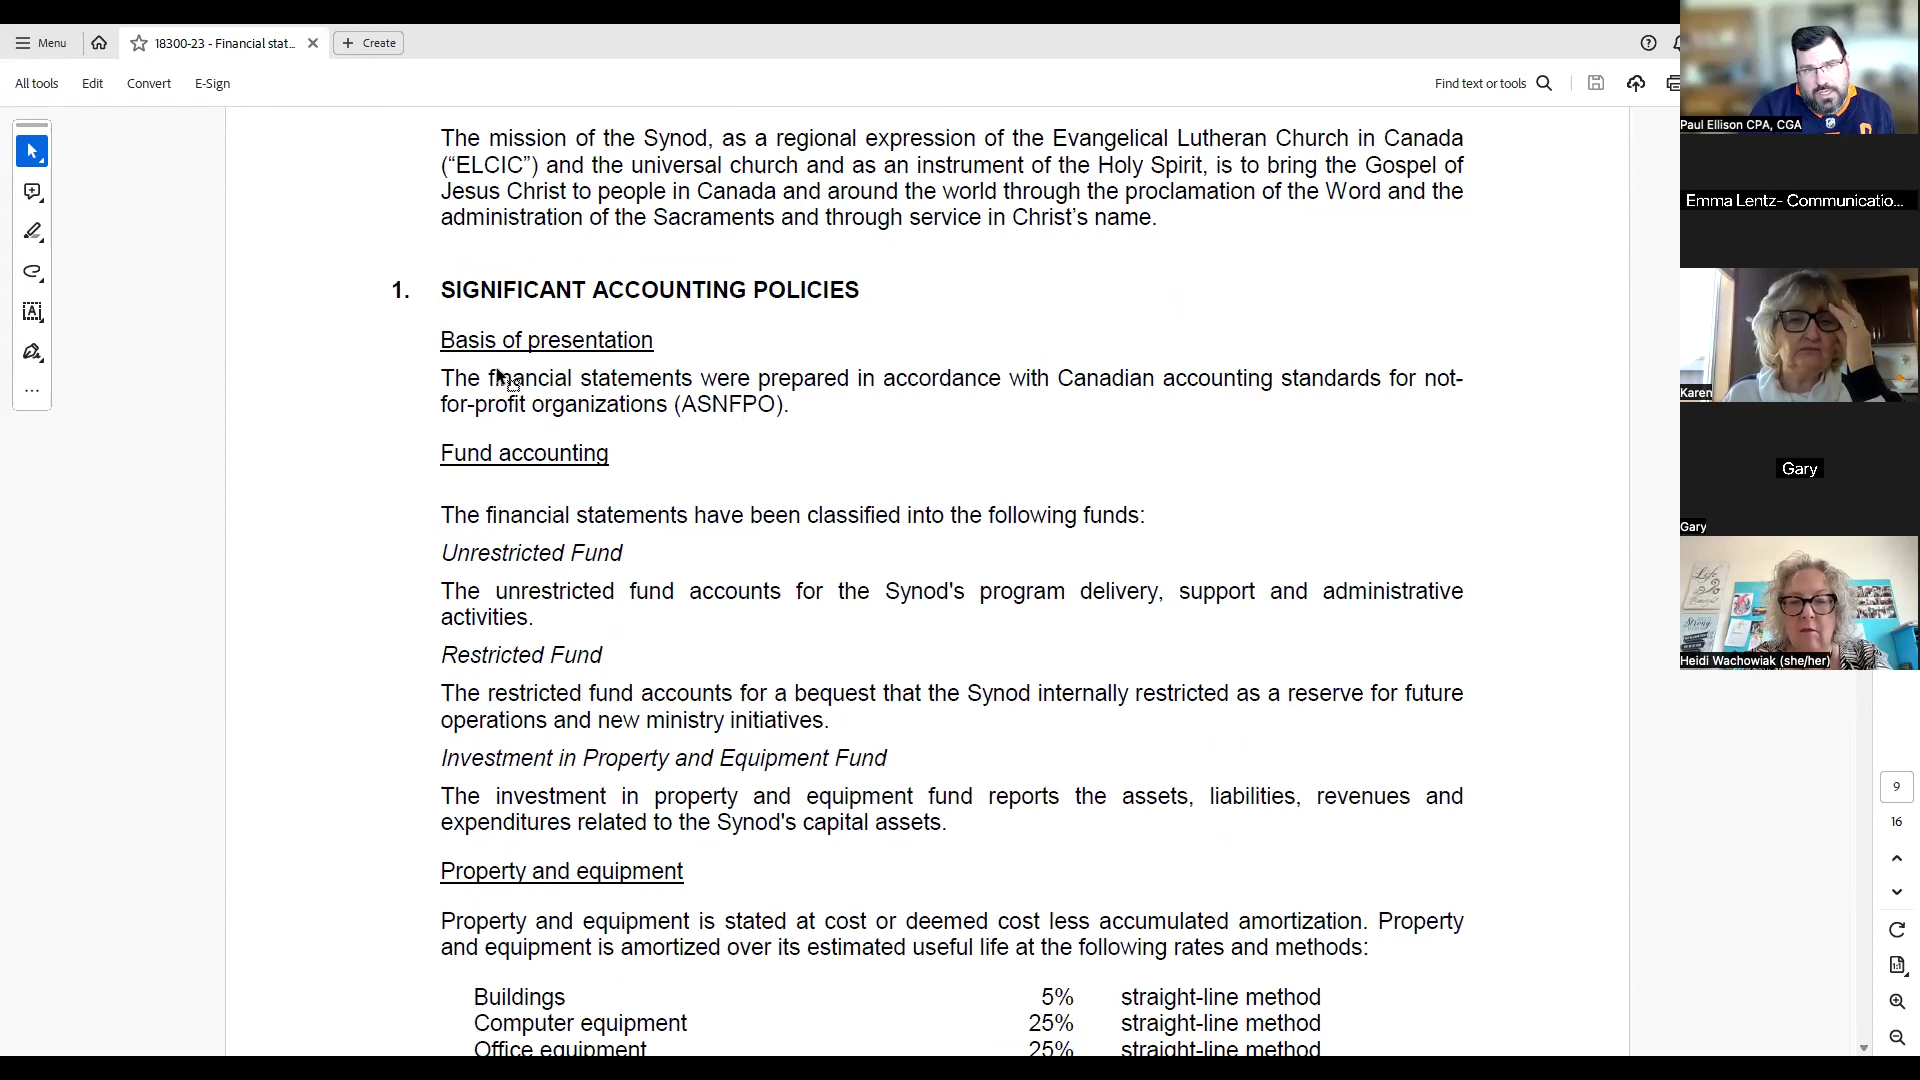 Menu
18300-23 - Financial stat...
Create
All tools
Edit
Convert
E-Sign
Find text or tools
The mission of the Synod, as a regional expression of the Evangelical Lutheran Church in Canada
(“ELCIC”) and the universal church and as an instrument of the Holy Spirit, is to bring the Gospel of
Jesus Christ to people in Canada and around the world through the proclamation of the Word and the
administration of the Sacraments and through service in Christ’s name.
1. SIGNIFICANT ACCOUNTING POLICIES
Basis of presentation
The financial statements were prepared in accordance with Canadian accounting standards for not-
for-profit organizations (ASNFPO).
Fund accounting
The financial statements have been classified into the following funds:
Unrestricted Fund
The unrestricted fund accounts for the Synod's program delivery, support and administrative
activities.
Restricted Fund
The restricted fund accounts for a bequest that the Synod internally restricted as a reserve for future
operations and new ministry initiatives.
Investment in Property and Equipment Fund
The investment in property and equipment fund reports the assets, liabilities, revenues and
expenditures related to the Synod's capital assets.
Property and equipment
Property and equipment is stated at cost or deemed cost less accumulated amortization. Property
and equipment is amortized over its estimated useful life at the following rates and methods:
Buildings 5% straight-line method
Computer equipment 25% straight-line method
Office equipment 25% straight-line method
Paul Ellison CPA, CGA
Emma Lentz- Communicatio...
Karen
Gary
Gary
Life
Strong
Heidi Wachowiak (she/her)
9
16